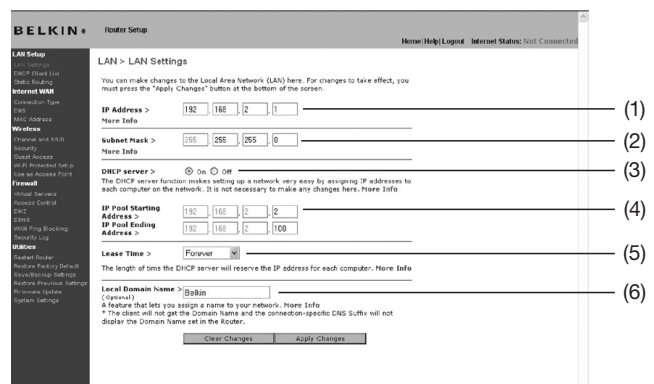 BELKIN
Router Setup
Home|Help|Logout Internet Status: Not Connected
LAN Setup
LAN Settings
DHCP Client List
Static Routing
Internet WAN
Connection Type
DNS
MAC Address
Wireless
Channel and SSID
Security
Guest Access
Wi-Fi Protected Setup
Use as Access Point
Firewall
Virtual Servers
Access Control
DMZ
DDNS
WAN Ping Blocking
Security Log
Utilities
Restart Router
Restore Factory Default
Save/Backup Settings
Restore Previous Settings
Firmware Update
System Settings
LAN > LAN Settings
You can make changes to the Local Area Network (LAN) here. For changes to take effect, you
must press the "Apply Changes" button at the bottom of the screen.
IP Address > 192 . 168 . 2 . 1 (1)
More Info
Subnet Mask > 255 . 255 . 255 . 0 (2)
More Info
DHCP server > On Off (3)
The DHCP server function makes setting up a network very easy by assigning IP addresses to
each computer on the network. It is not necessary to make any changes here. More Info
IP Pool Starting
Address > 192 . 168 . 2 . 2 (4)
IP Pool Ending
Address > 192 . 168 . 2 . 100
Lease Time > Forever (5)
The length of time the DHCP server will reserve the IP address for each computer. More Info
Local Domain Name > Belkin (6)
(Optional)
A feature that lets you assign a name to your network. More Info
* The client will not get the Domain Name and the connection-specific DNS Suffix will not
display the Domain Name set in the Router.
Clear Changes Apply Changes